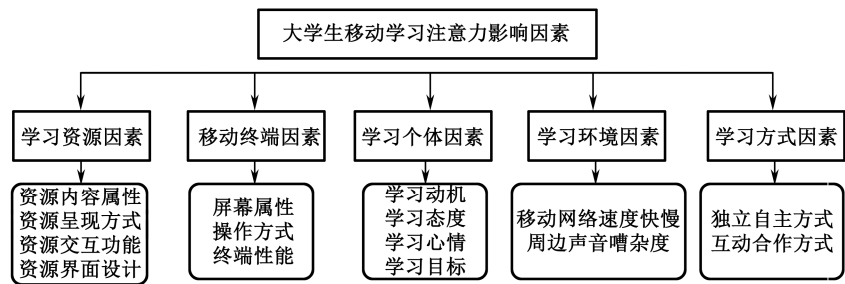 大学生移动学习注意力影响因素
学习资源因素
移动终端因素
学习个体因素
学习环境因素
学习方式因素
资源内容属性
资源呈现方式
资源交互功能
资源界面设计
屏幕属性
操作方式
终端性能
学习动机
学习态度
学习心情
学习目标
移动网络速度快慢
周边声音嘈杂度
独立自主方式
互动合作方式